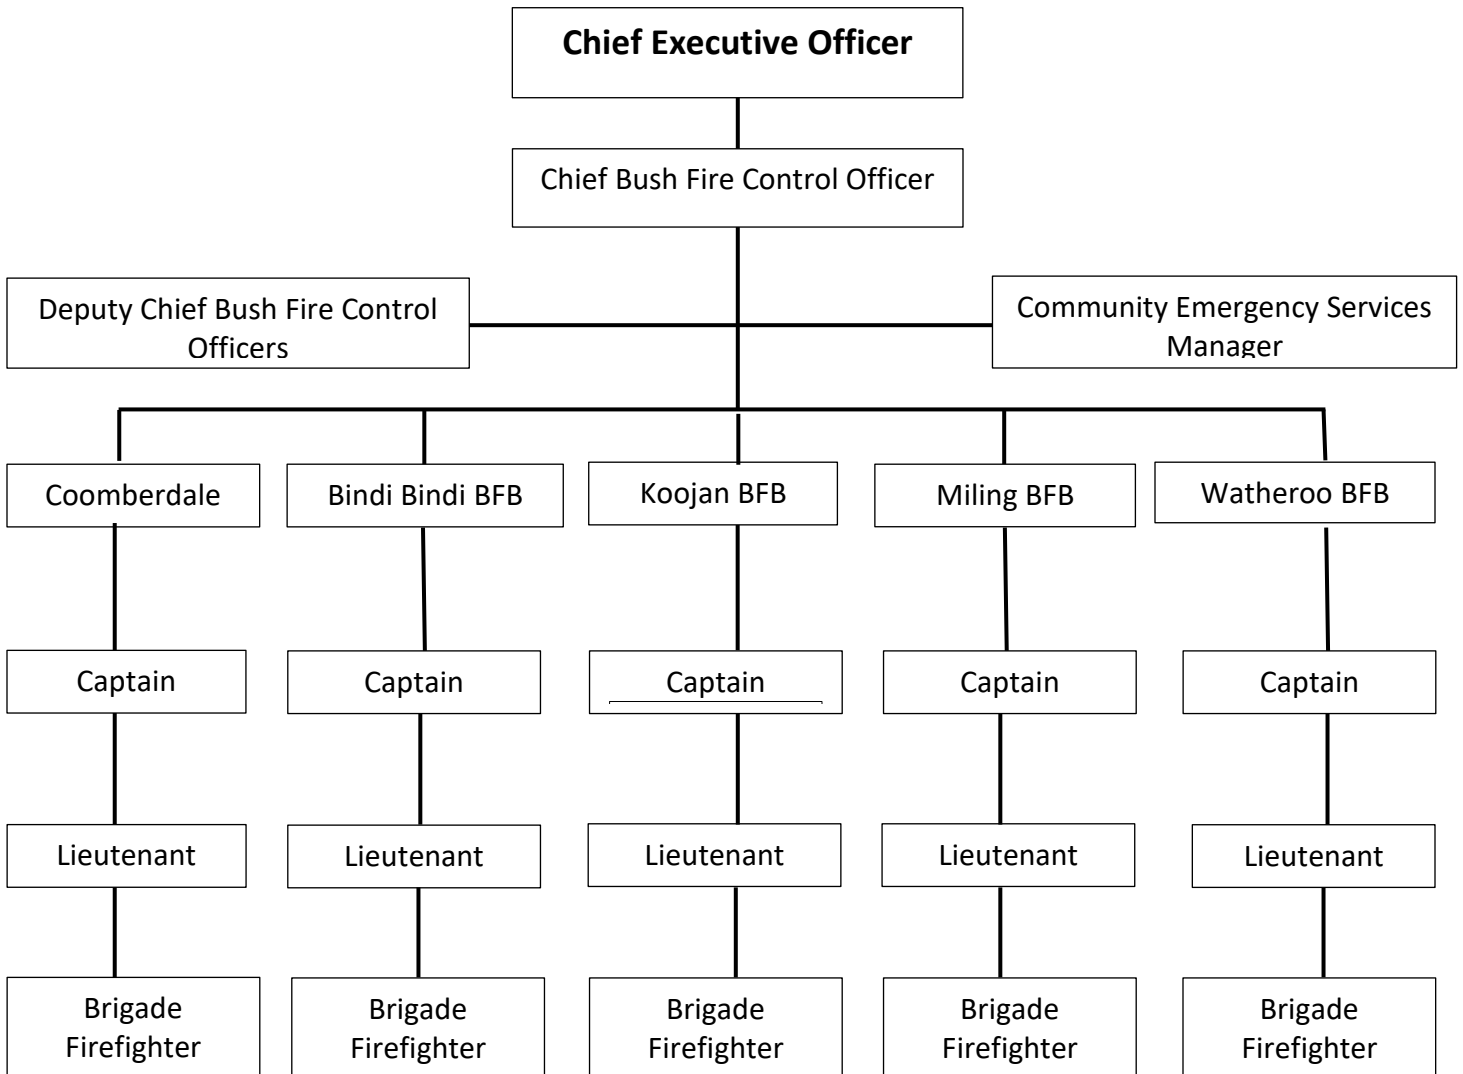 Chief Executive Officer
Chief Bush Fire Control Officer
Deputy Chief Bush Fire Control
Officers
Community Emergency Services
Manager
Coomberdale
Bindi Bindi BFB
Koojan BFB
Miling BFB
Watheroo BFB
Captain
Captain
Captain
Captain
Captain
Lieutenant
Lieutenant
Lieutenant
Lieutenant
Lieutenant
Brigade
Firefighter
Brigade
Firefighter
Brigade
Firefighter
Brigade
Firefighter
Brigade
Firefighter